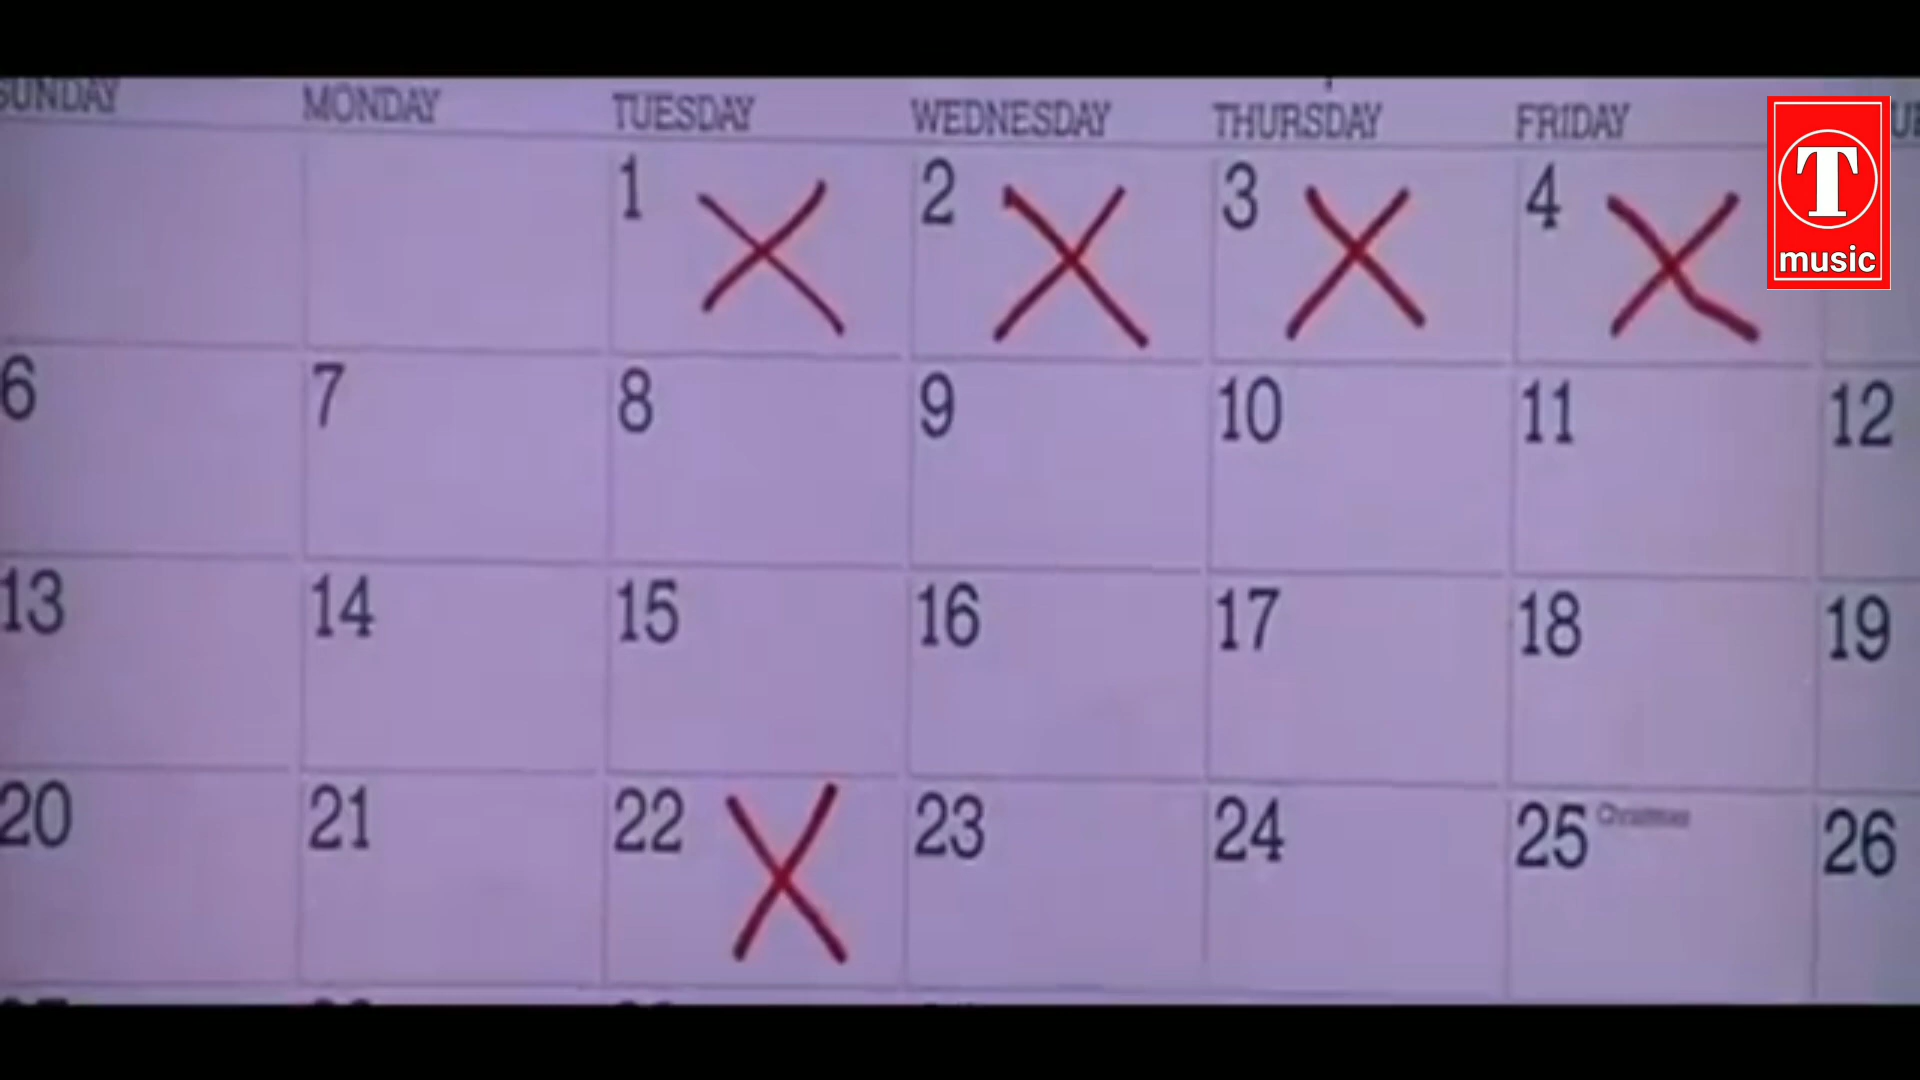 SUNDAY MONDAY TUESDAY WEDNESDAY THURSDAY FRIDAY
T
music
1 2 3 4
6 7 8 9 10 11 12
13 14 15 16 17 18 19
20 21 22 23 24 25 Christmas 26